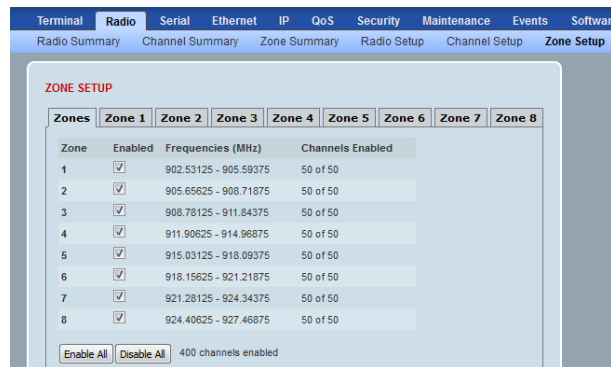 Terminal Radio Serial Ethernet IP QoS Security Maintenance Events Softwar
Radio Summary Channel Summary Zone Summary Radio Setup Channel Setup Zone Setup
ZONE SETUP
Zones Zone 1 Zone 2 Zone 3 Zone 4 Zone 5 Zone 6 Zone 7 Zone 8
Zone Enabled Frequencies (MHz) Channels Enabled
1 902.53125 - 905.59375 50 of 50
2 905.65625 - 908.71875 50 of 50
3 908.78125 - 911.84375 50 of 50
4 911.90625 - 914.96875 50 of 50
5 915.03125 - 918.09375 50 of 50
6 918.15625 - 921.21875 50 of 50
7 921.28125 - 924.34375 50 of 50
8 924.40625 - 927.46875 50 of 50
Enable All Disable All 400 channels enabled